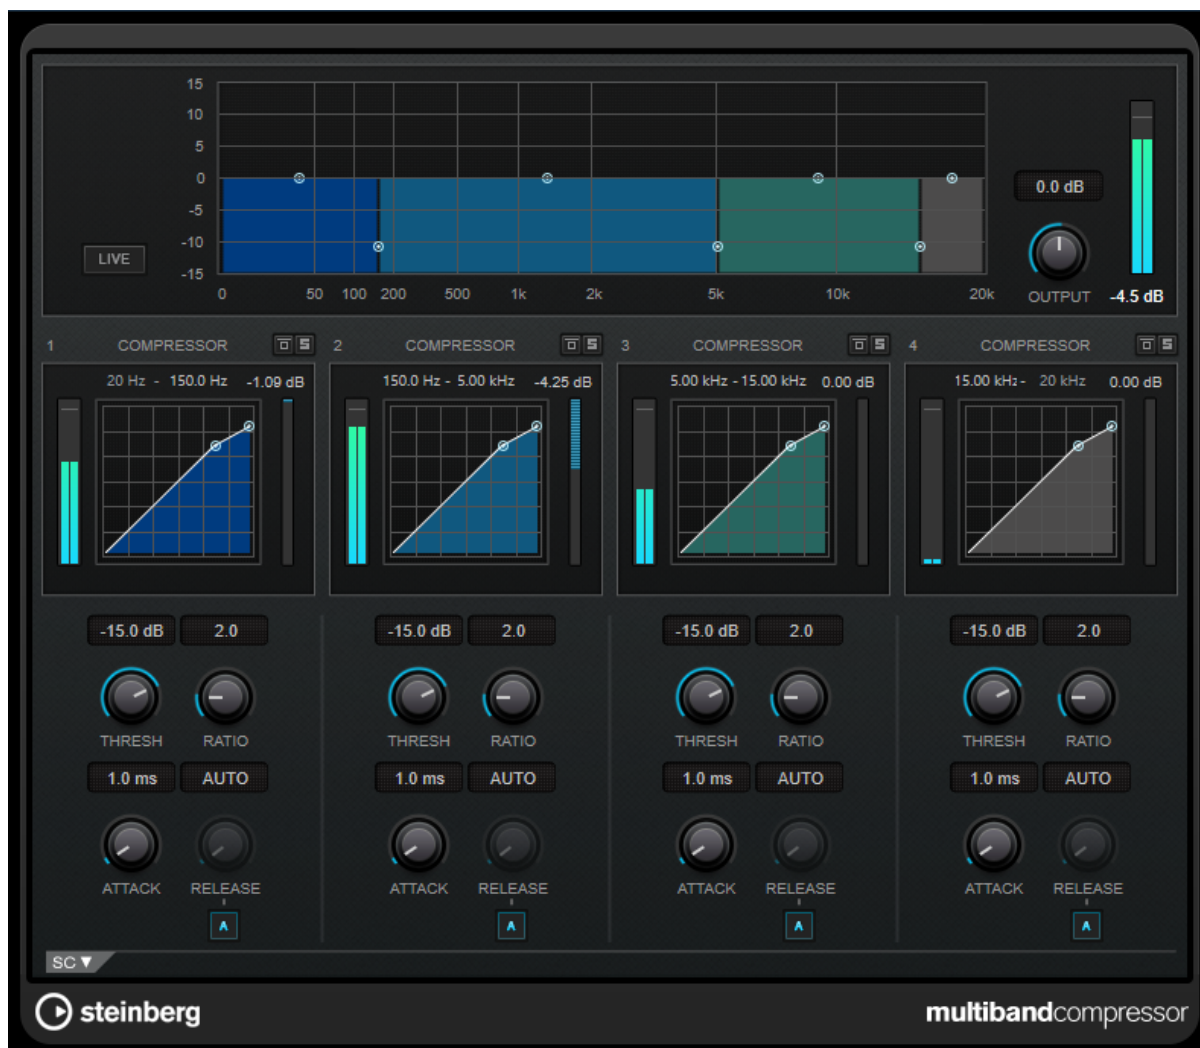 15
10
5
0
-5
-10
-15
LIVE
0 50 100 200 500 1k 2k 5k 10k 20k
0.0 dB
OUTPUT -4.5 dB
1 COMPRESSOR S 2 COMPRESSOR S 3 COMPRESSOR S 4 COMPRESSOR S
20 Hz - 150.0 Hz -1.09 dB 150.0 Hz - 5.00 kHz -4.25 dB 5.00 kHz - 15.00 kHz 0.00 dB 15.00 kHz - 20 kHz 0.00 dB
-15.0 dB 2.0 -15.0 dB 2.0 -15.0 dB 2.0 -15.0 dB 2.0
THRESH RATIO THRESH RATIO THRESH RATIO THRESH RATIO
1.0 ms AUTO 1.0 ms AUTO 1.0 ms AUTO 1.0 ms AUTO
ATTACK RELEASE ATTACK RELEASE ATTACK RELEASE ATTACK RELEASE
A A A A
SC ▼
steinberg multibandcompressor